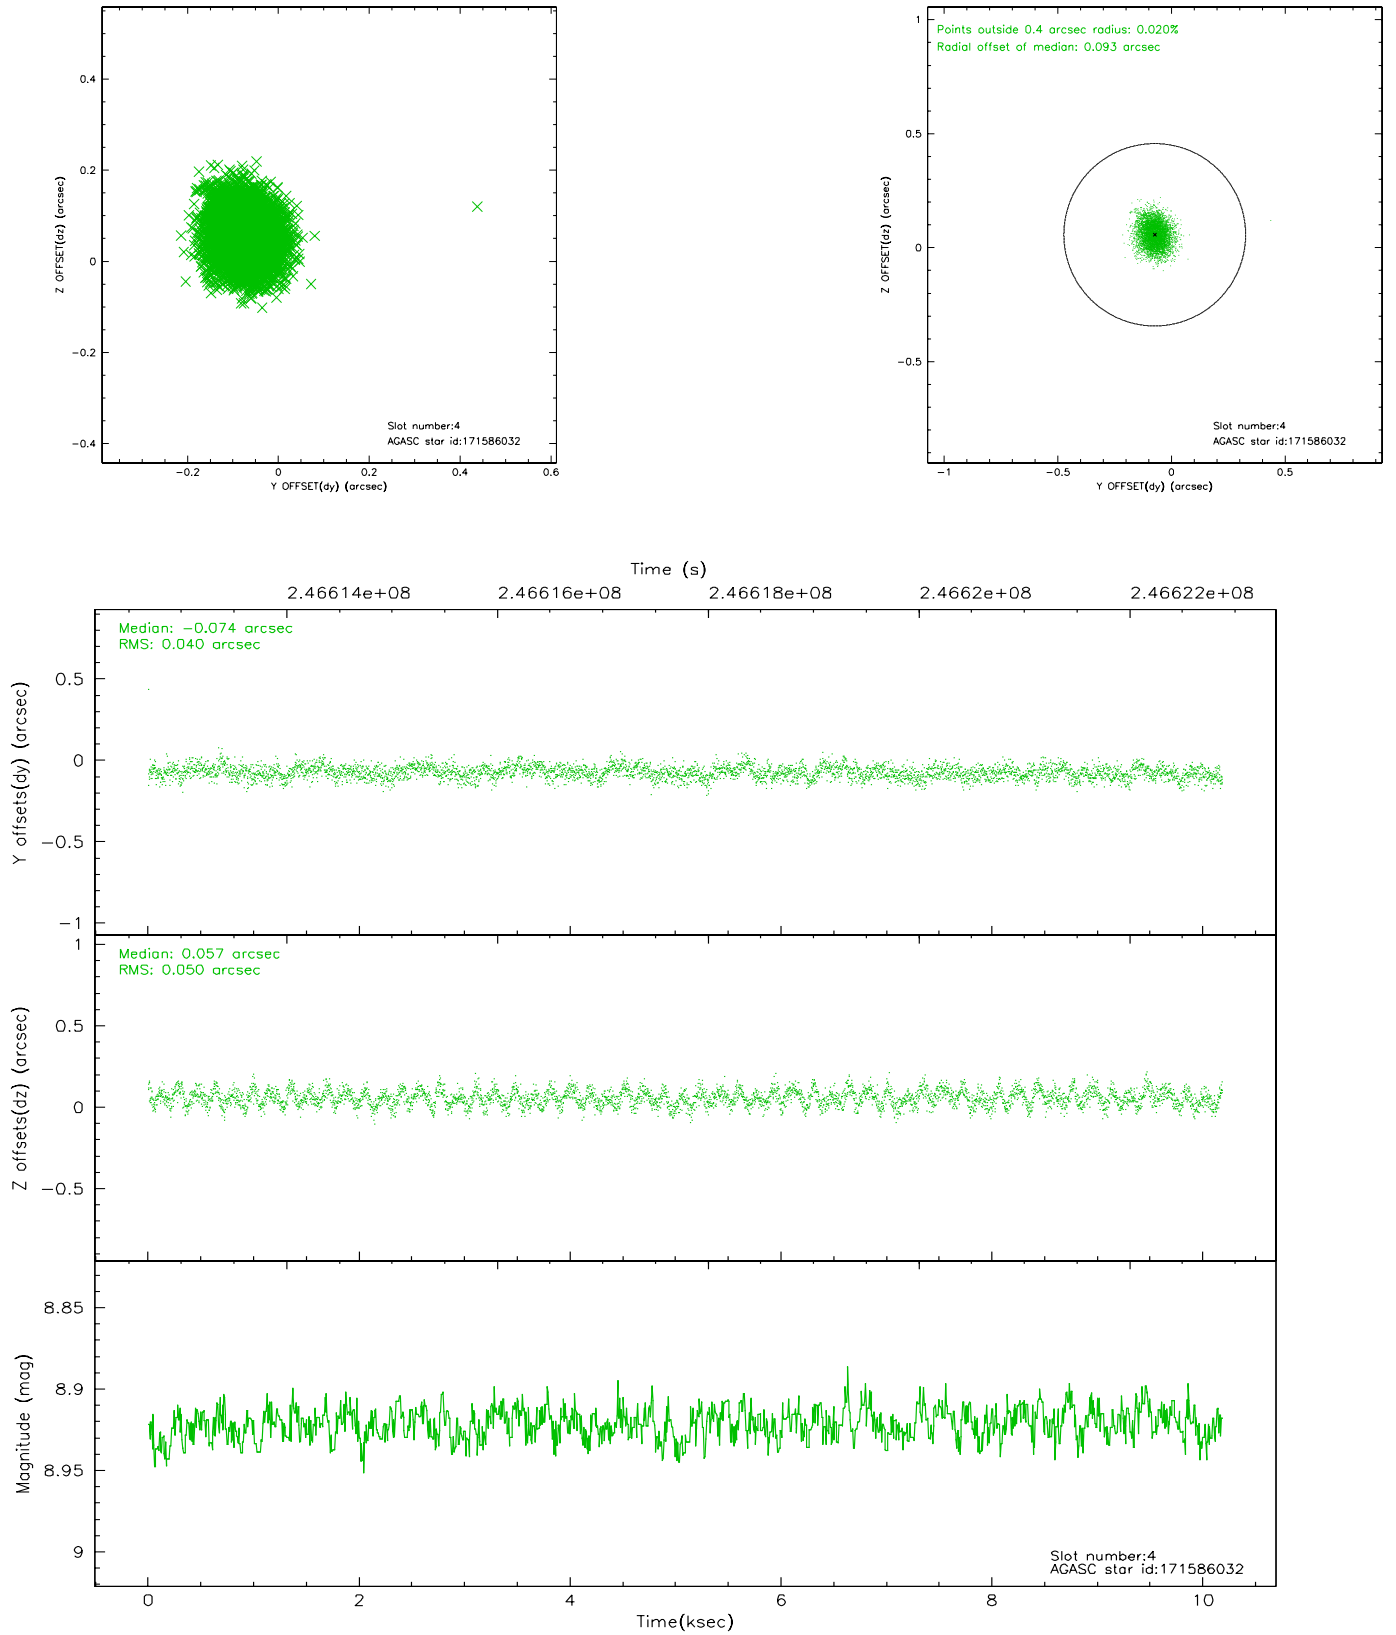 0.4
0.2
0
−0.2
−0.4
Z OFFSET(dz) (arcsec)
Slot number:4
AGASC star id:171586032
−0.2 0 0.2 0.4 0.6
Y OFFSET(dy) (arcsec)
Points outside 0.4 arcsec radius: 0.020%
Radial offset of median: 0.093 arcsec
1
0.5
0
−0.5
Z OFFSET(dz) (arcsec)
Slot number:4
AGASC star id:171586032
−1 −0.5 0 0.5
Y OFFSET(dy) (arcsec)
Time (s)
2.46614e+08 2.46616e+08 2.46618e+08 2.4662e+08 2.46622e+08
Median: −0.074 arcsec
RMS: 0.040 arcsec
0.5
0
−0.5
−1
Y offsets(dy) (arcsec)
Median: 0.057 arcsec
RMS: 0.050 arcsec
1
0.5
0
−0.5
Z offsets(dz) (arcsec)
8.85
8.9
8.95
9
Magnitude (mag)
Slot number:4
AGASC star id:171586032
0 2 4 6 8 10
Time(ksec)